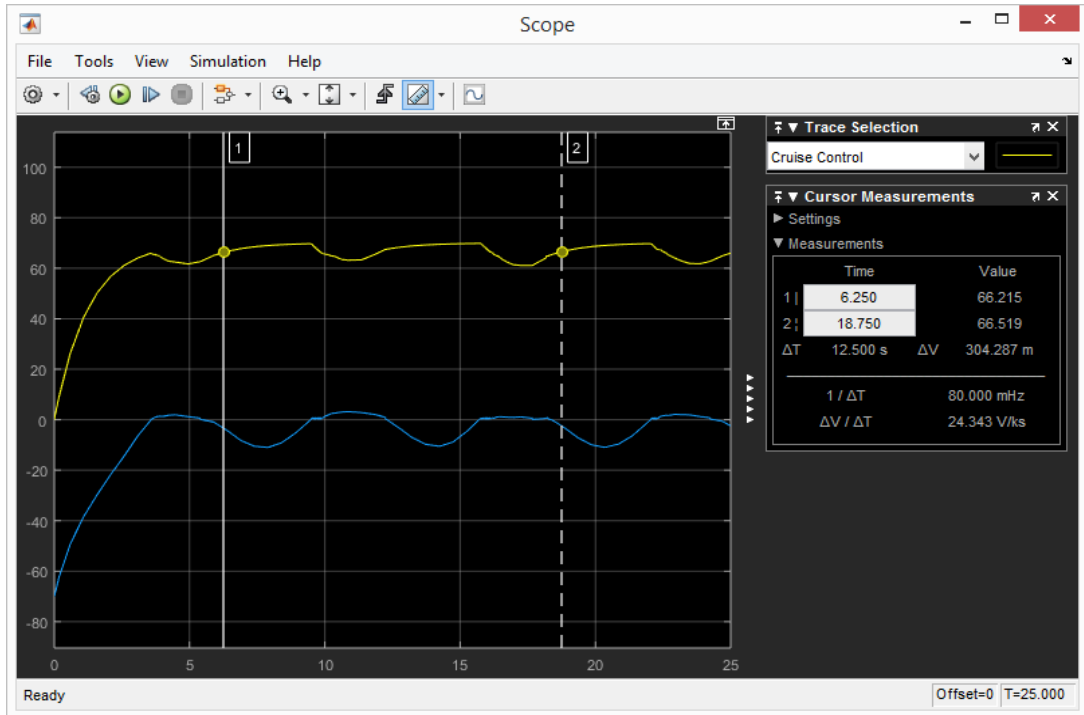 Scope
File Tools View Simulation Help
Trace Selection
Cruise Control
Cursor Measurements
Settings
Measurements
Time Value
1 | 6.250 66.215
2 ¦ 18.750 66.519
ΔT 12.500 s ΔV 304.287 m
1 / ΔT 80.000 mHz
ΔV / ΔT 24.343 V/ks
1
2
100
80
60
40
20
0
-20
-40
-60
-80
0 5 10 15 20 25
Ready Offset=0 T=25.000